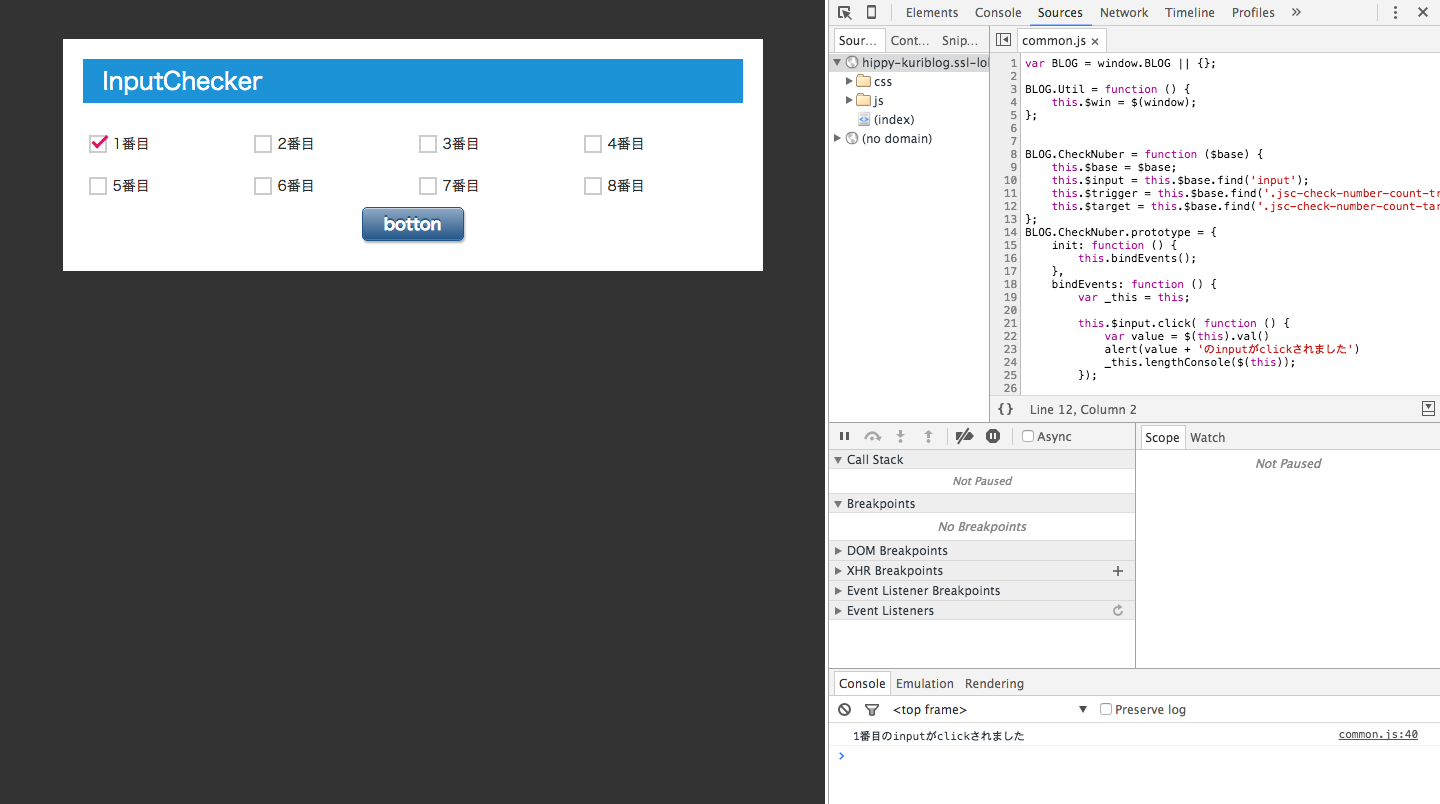 InputChecker
1番目 2番目 3番目 4番目
5番目 6番目 7番目 8番目
botton
Elements Console Sources Network Timeline Profiles »
Sour... Cont... Snip...
hippy-kuriblog.ssl-lol
css
js
(index)
(no domain)
common.js ×
1 var BLOG = window.BLOG || {};
2
3 BLOG.Util = function () {
4 this.$win = $(window);
5 };
6
7
8 BLOG.CheckNuber = function ($base) {
9 this.$base = $base;
10 this.$input = this.$base.find('input');
11 this.$trigger = this.$base.find('.jsc-check-number-count-tr
12 this.$target = this.$base.find('.jsc-check-number-count-tar
13 };
14 BLOG.CheckNuber.prototype = {
15 init: function () {
16 this.bindEvents();
17 },
18 bindEvents: function () {
19 var _this = this;
20
21 this.$input.click( function () {
22 var value = $(this).val()
23 alert(value + 'のinputがclickされました')
24 _this.lengthConsole($(this));
25 });
26
{} Line 12, Column 2
Async
Call Stack
Not Paused
Breakpoints
No Breakpoints
DOM Breakpoints
XHR Breakpoints +
Event Listener Breakpoints
Event Listeners
Scope Watch
Not Paused
Console Emulation Rendering
<top frame> ▼ Preserve log
1番目のinputがclickされました common.js:40
>